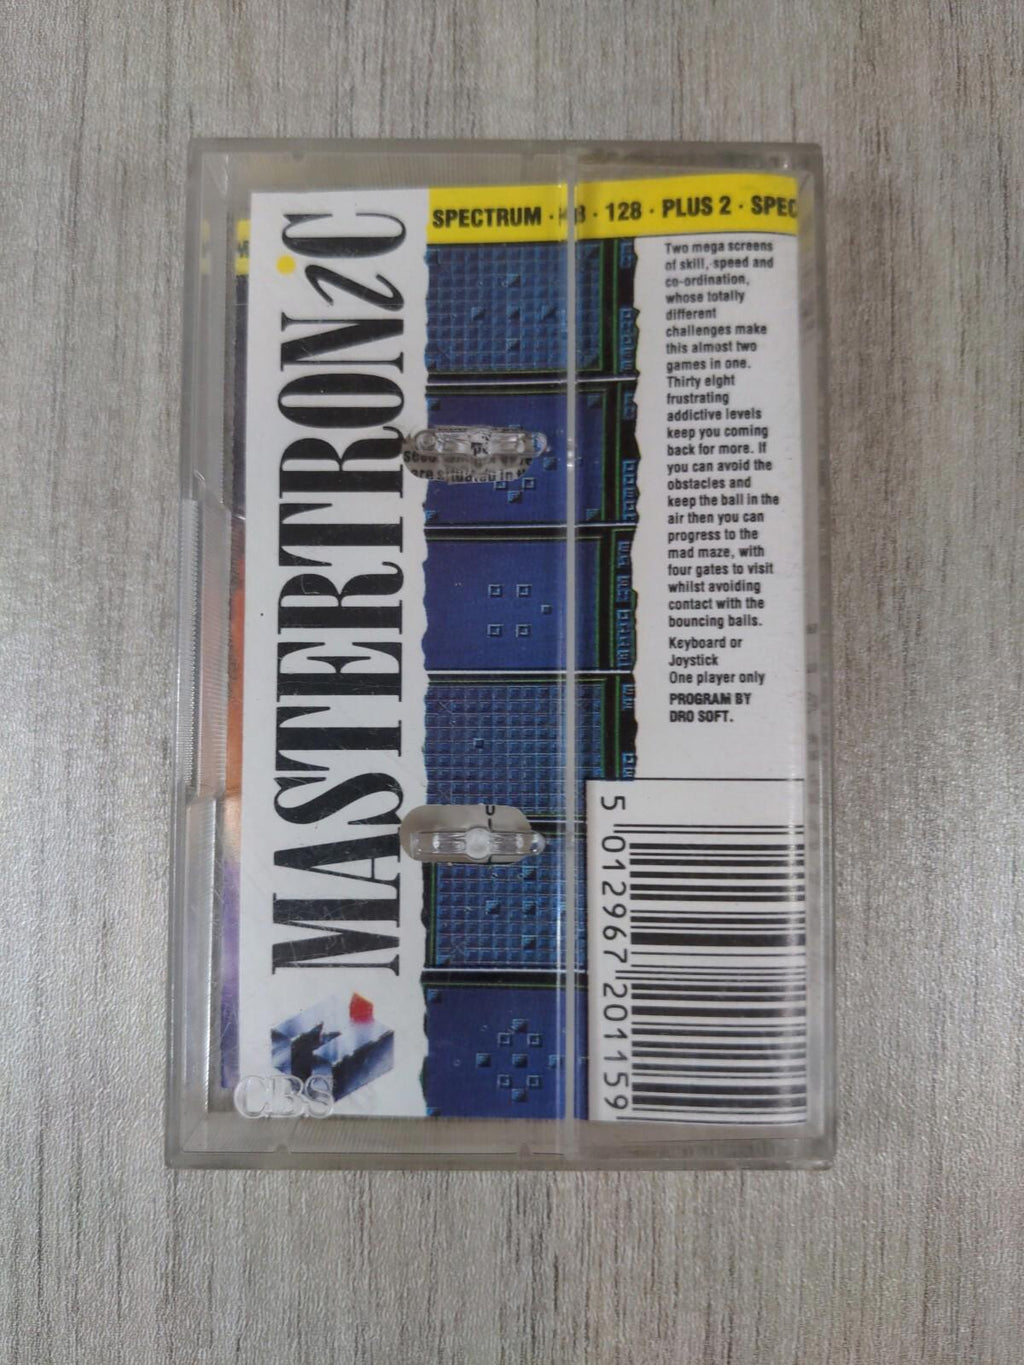 SPECTRUM · 48 · 128 · PLUS 2 · SPEC
MASTERTRONiC
Two mega screens
of skill, speed and
co-ordination,
whose totally
different
challenges make
this almost two
games in one.
Thirty eight
frustrating
addictive levels
keep you coming
back for more. If
you can avoid the
obstacles and
keep the ball in the
air then you can
progress to the
mad maze, with
four gates to visit
whilst avoiding
contact with the
bouncing balls.
Keyboard or
Joystick
One player only
PROGRAM BY
DRO SOFT.
are situated in
5 012967 201159
CBS